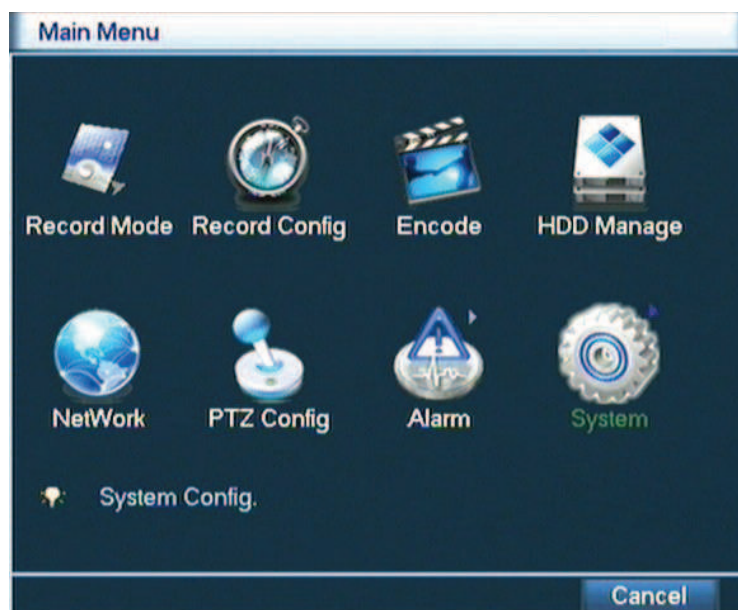 Main Menu
Record Mode Record Config Encode HDD Manage
NetWork PTZ Config Alarm System
System Config.
Cancel